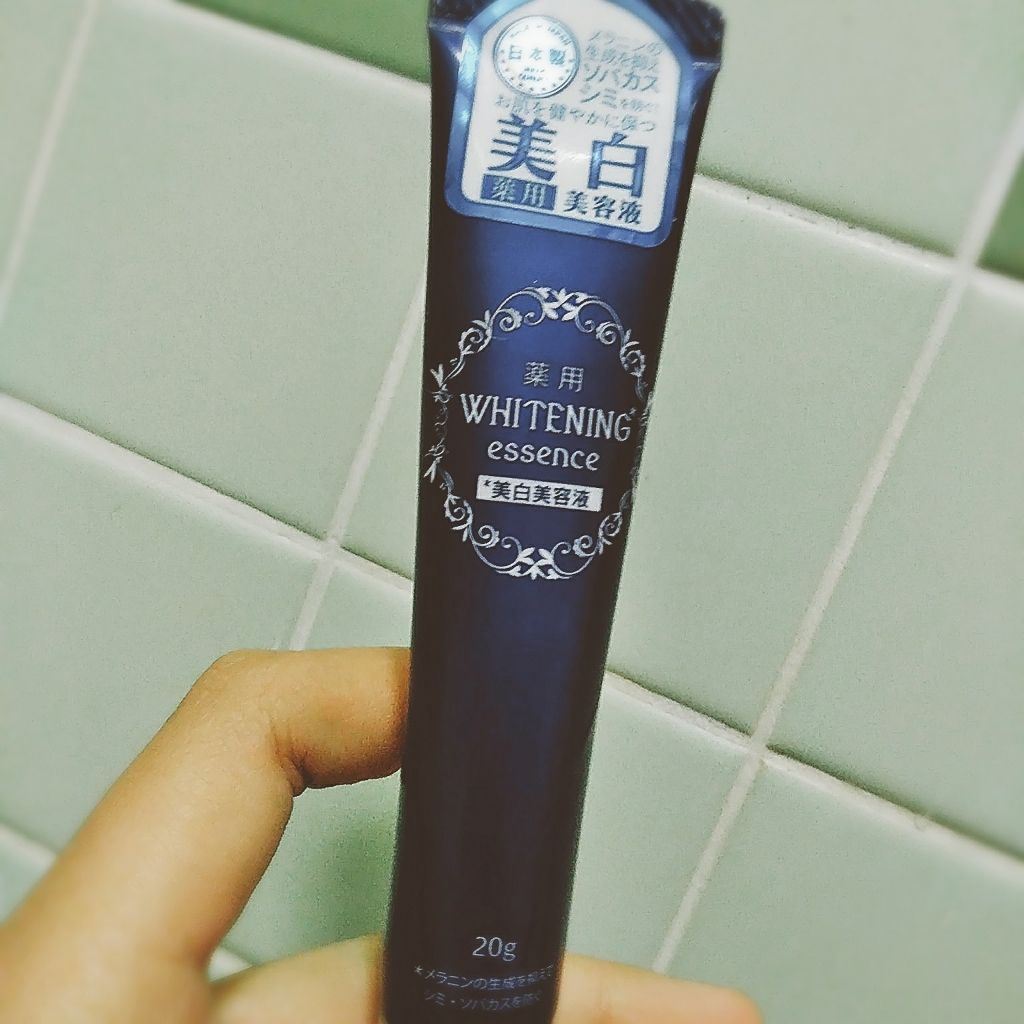 日本製
メラニンの
生成を抑え
ソバカス
シミを防ぐ!
お肌を健やかに保つ
美白
薬用 美容液
薬用
WHITENING*
essence
*美白美容液
20g
*メラニンの生成を抑えて
シミ・ソバカスを防ぐ